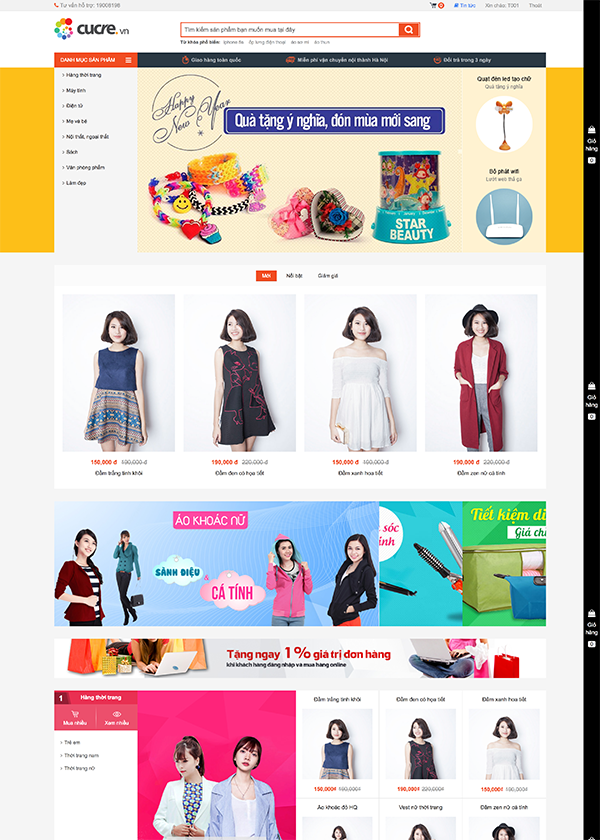 Tư vấn hỗ trợ: 19008198
0
Tin tức
Xin chào, T001
Thoát
cucre.vn
Tìm kiếm sản phẩm bạn muốn mua tại đây
Từ khóa phổ biến: iphone 6s ốp lưng điện thoại áo sơ mi áo thun
DANH MỤC SẢN PHẨM
Giao hàng toàn quốc
Miễn phí vận chuyển nội thành Hà Nội
Đổi trả trong 3 ngày
Hàng thời trang
Máy tính
Điện tử
Mẹ và bé
Nội thất, ngoại thất
Sách
Văn phòng phẩm
Làm đẹp
Happy New Year
Quà tặng ý nghĩa, đón mùa mới sang
STAR
BEAUTY
Quạt đèn led tạo chữ
Quà tặng ý nghĩa
Bộ phát wifi
Lướt web thả ga
Giỏ
hàng
0
Mới
Nổi bật
Giảm giá
150,000 đ 190,000 đ
190,000 đ 220,000 đ
150,000 đ 190,000 đ
190,000 đ 220,000 đ
Đầm trắng tinh khôi
Đầm đen có họa tiết
Đầm xanh hoa tiết
Đầm zen nữ cá tính
Giỏ
hàng
0
ÁO KHOÁC NỮ
SÀNH ĐIỆU
&
CÁ TÍNH
sóc
Tiết kiệm di
Giá ch
Tặng ngay 1% giá trị đơn hàng
khi khách hàng đăng nhập và mua hàng online
Giỏ
hàng
0
1
Hàng thời trang
Mua nhiều
Xem nhiều
Trẻ em
Thời trang nam
Thời trang nữ
Đầm trắng tinh khôi
Đầm đen có họa tiết
Đầm xanh hoa tiết
150,000đ 190,000đ
190,000đ 220,000đ
150,000đ 190,000đ
Áo khoác đỏ HQ
Vest nữ thời trang
Đầm zen nữ cá tính